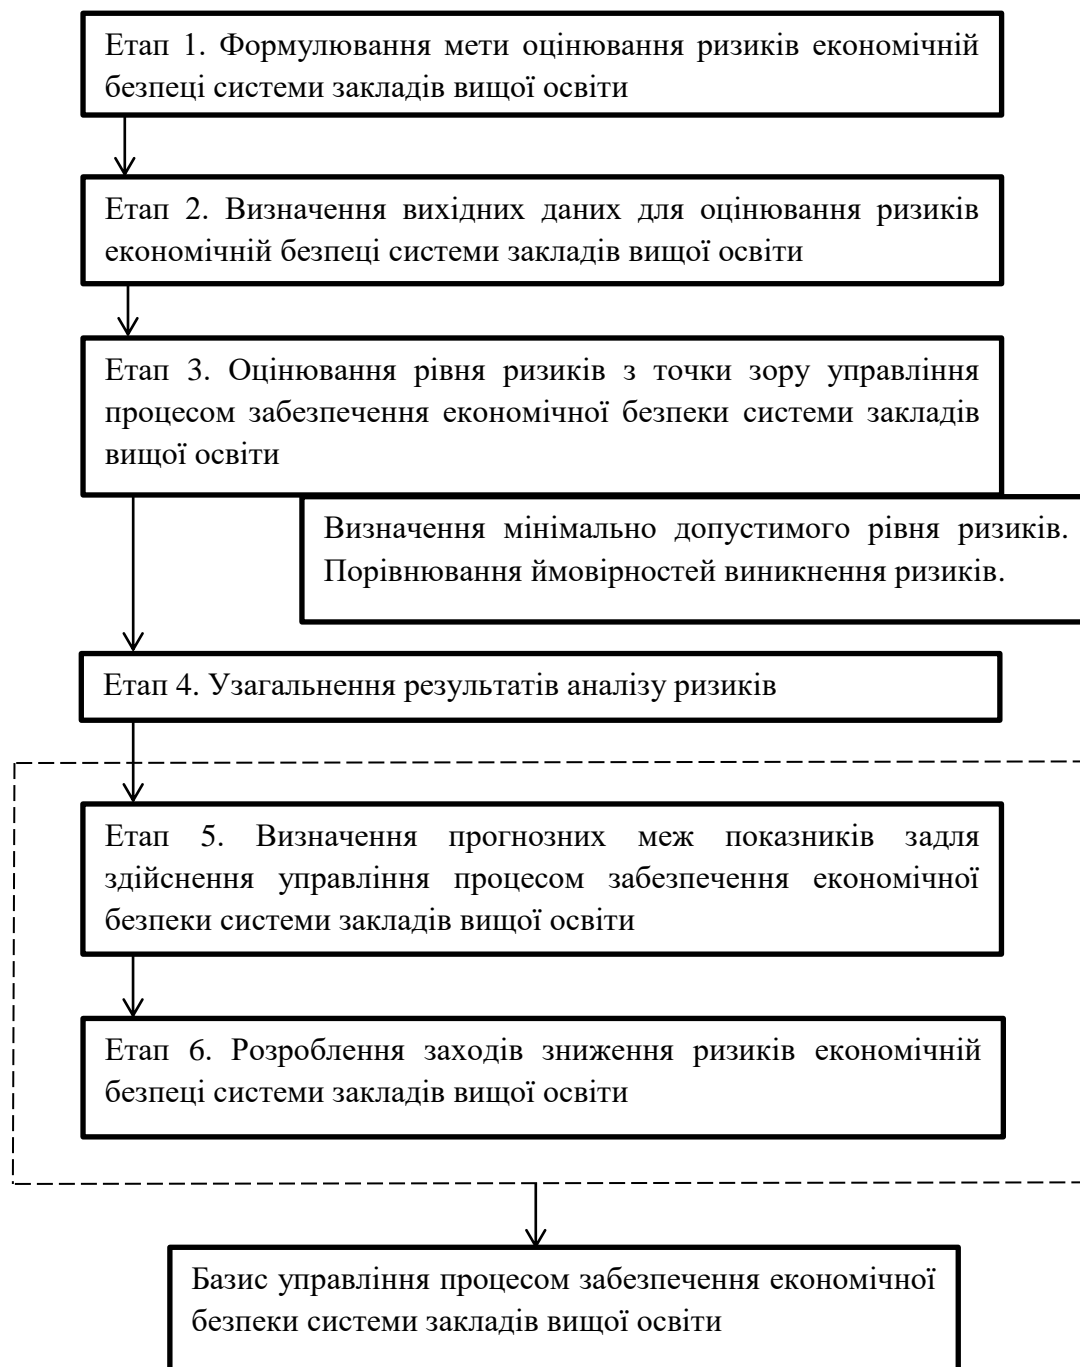 Етап 1. Формулювання мети оцінювання ризиків економічній
безпеці системи закладів вищої освіти
Етап 2. Визначення вихідних даних для оцінювання ризиків
економічній безпеці системи закладів вищої освіти
Етап 3. Оцінювання рівня ризиків з точки зору управління
процесом забезпечення економічної безпеки системи закладів
вищої освіти
Визначення мінімально допустимого рівня ризиків.
Порівнювання ймовірностей виникнення ризиків.
Етап 4. Узагальнення результатів аналізу ризиків
Етап 5. Визначення прогнозних меж показників задля
здійснення управління процесом забезпечення економічної
безпеки системи закладів вищої освіти
Етап 6. Розроблення заходів зниження ризиків економічній
безпеці системи закладів вищої освіти
Базис управління процесом забезпечення економічної
безпеки системи закладів вищої освіти